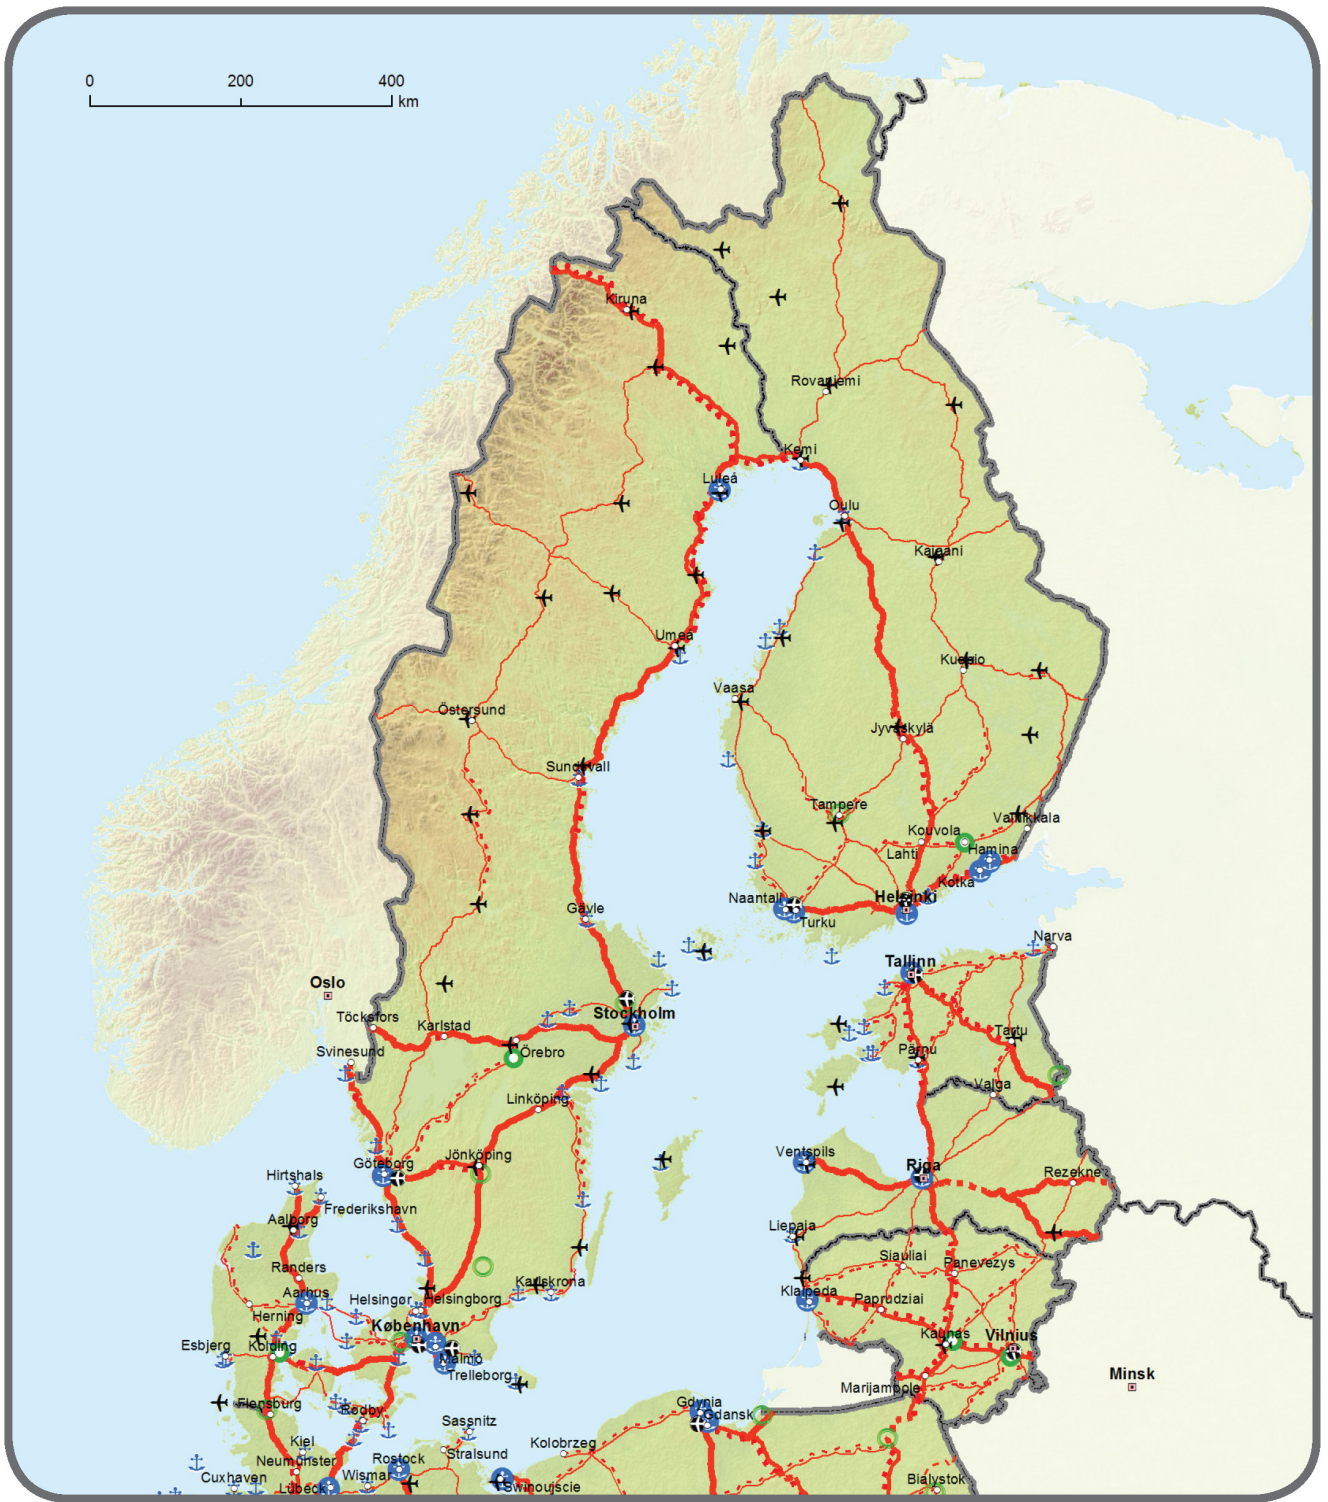 0 200 400
km
Kiruna
Rovaniemi
Kemi
Luleå
Oulu
Kajaani
Umeå
Kuopio
Vaasa
Östersund
Jyväskylä
Sundsvall
Tampere
Vainikkala
Kouvola
Hamina
Lahti
Kotka
Naantali
Helsinki
Gävle
Turku
Narva
Tallinn
Oslo
Stockholm
Töcksfors
Karlstad
Tartu
Örebro
Svinesund
Pärnu
Valga
Linköping
Ventspils
Jönköping
Göteborg
Riga
Rezekne
Hirtshals
Frederikshavn
Aalborg
Liepaja
Siauliai
Panevezys
Randers
Karlskrona
Aarhus
Helsingør
Helsingborg
Klaipeda
Paprudziai
Herning
København
Kaunas
Vilnius
Esbjerg
Kolding
Malmö
Trelleborg
Minsk
Marijampole
Flensburg
Rodby
Gdynia
Gdansk
Sassnitz
Kiel
Kolobrzeg
Stralsund
Neumünster
Rostock
Cuxhaven
Wismar
Lübeck
Swinoujscie
Bialystok